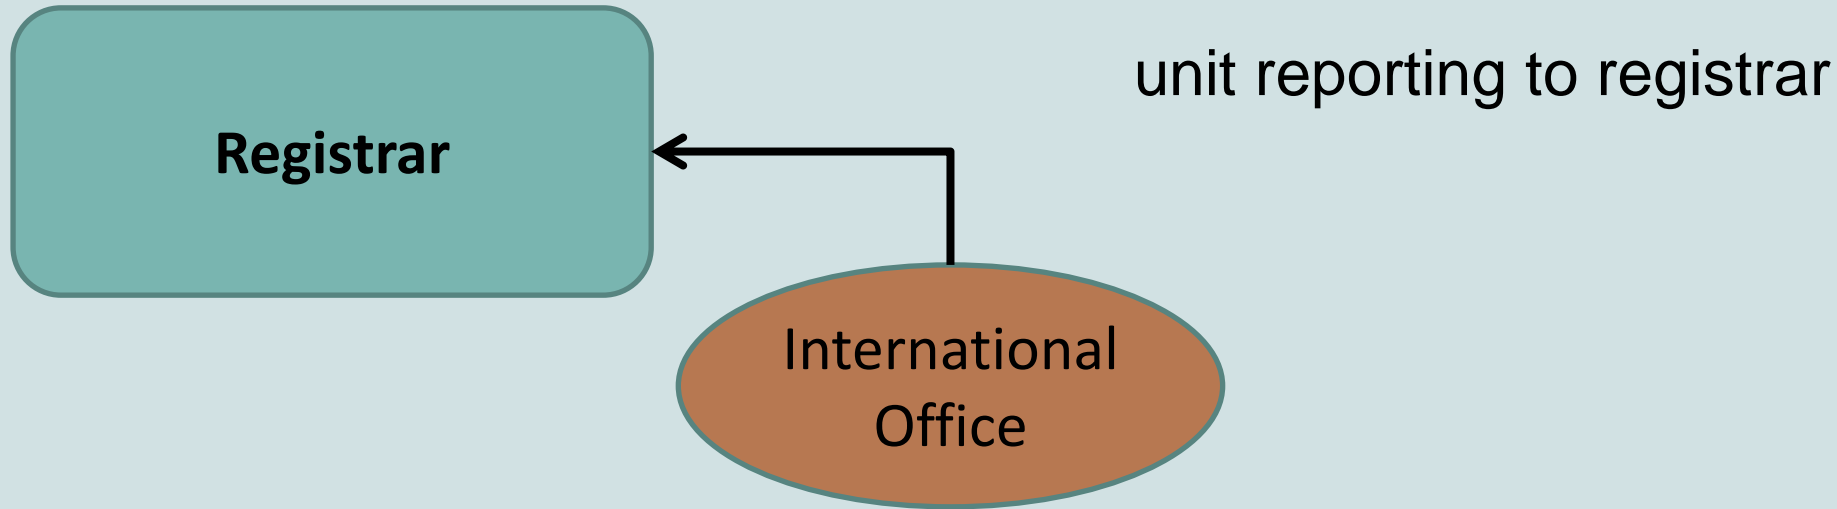 unit reporting to registrar
Registrar
International
Office